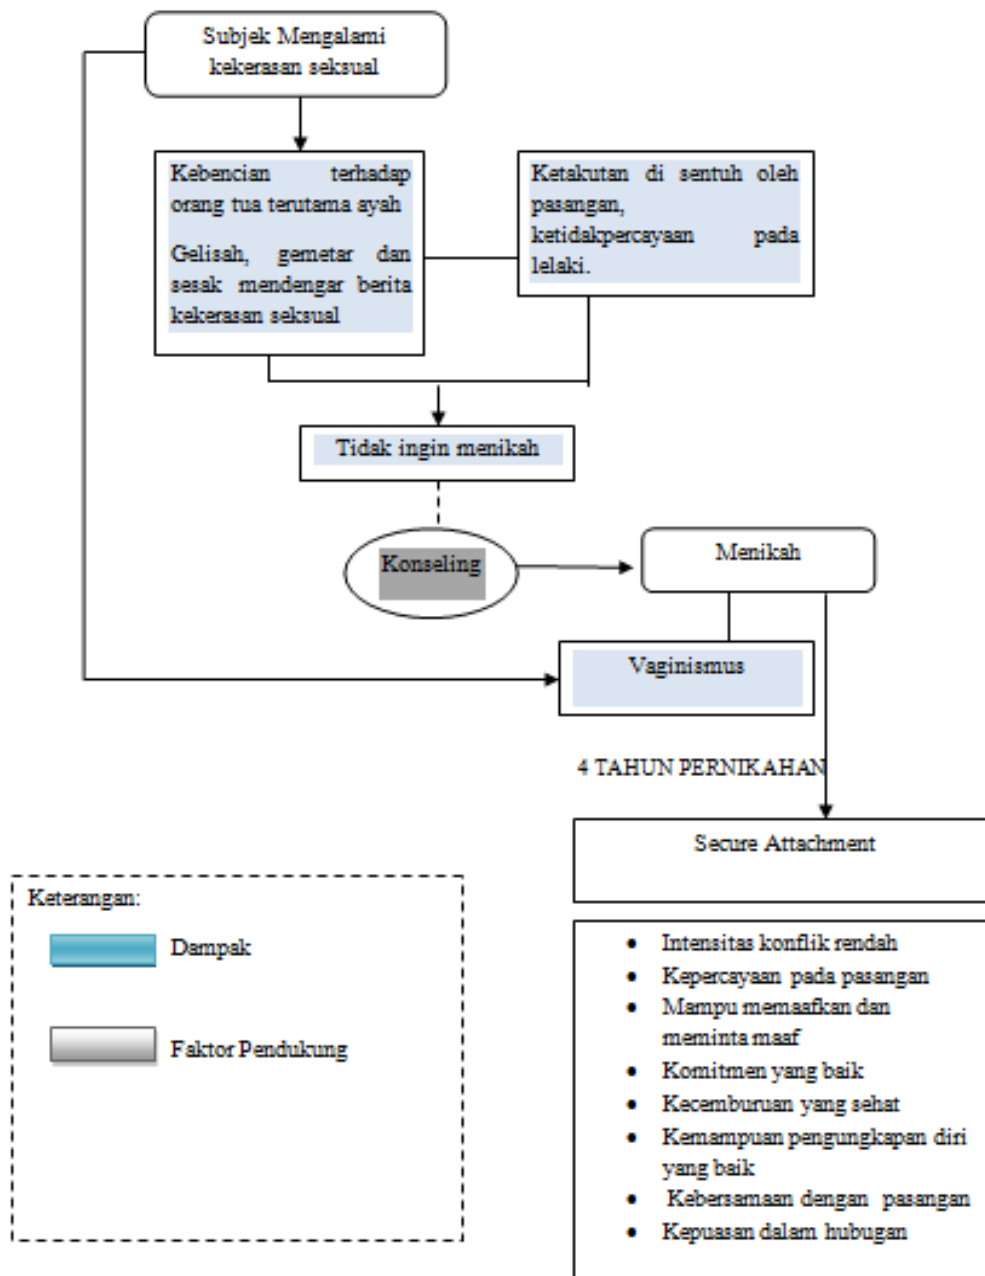 Subjek Mengalami
kekerasan seksual
Kebencian terhadap
orang tua terutama ayah
Gelisah, gemetar dan
sesak mendengar berita
kekerasan seksual
Ketakutan di sentuh oleh
pasangan,
ketidakpercayaan pada
lelaki.
Tidak ingin menikah
Konseling
Menikah
Vaginismus
4 TAHUN PERNIKAHAN
Secure Attachment
Keterangan:
Dampak
Faktor Pendukung
• Intensitas konflik rendah
• Kepercayaan pada pasangan
• Mampu memaafkan dan
meminta maaf
• Komitmen yang baik
• Kecemburuan yang sehat
• Kemampuan pengungkapan diri
yang baik
• Kebersamaan dengan pasangan
• Kepuasan dalam hubugan